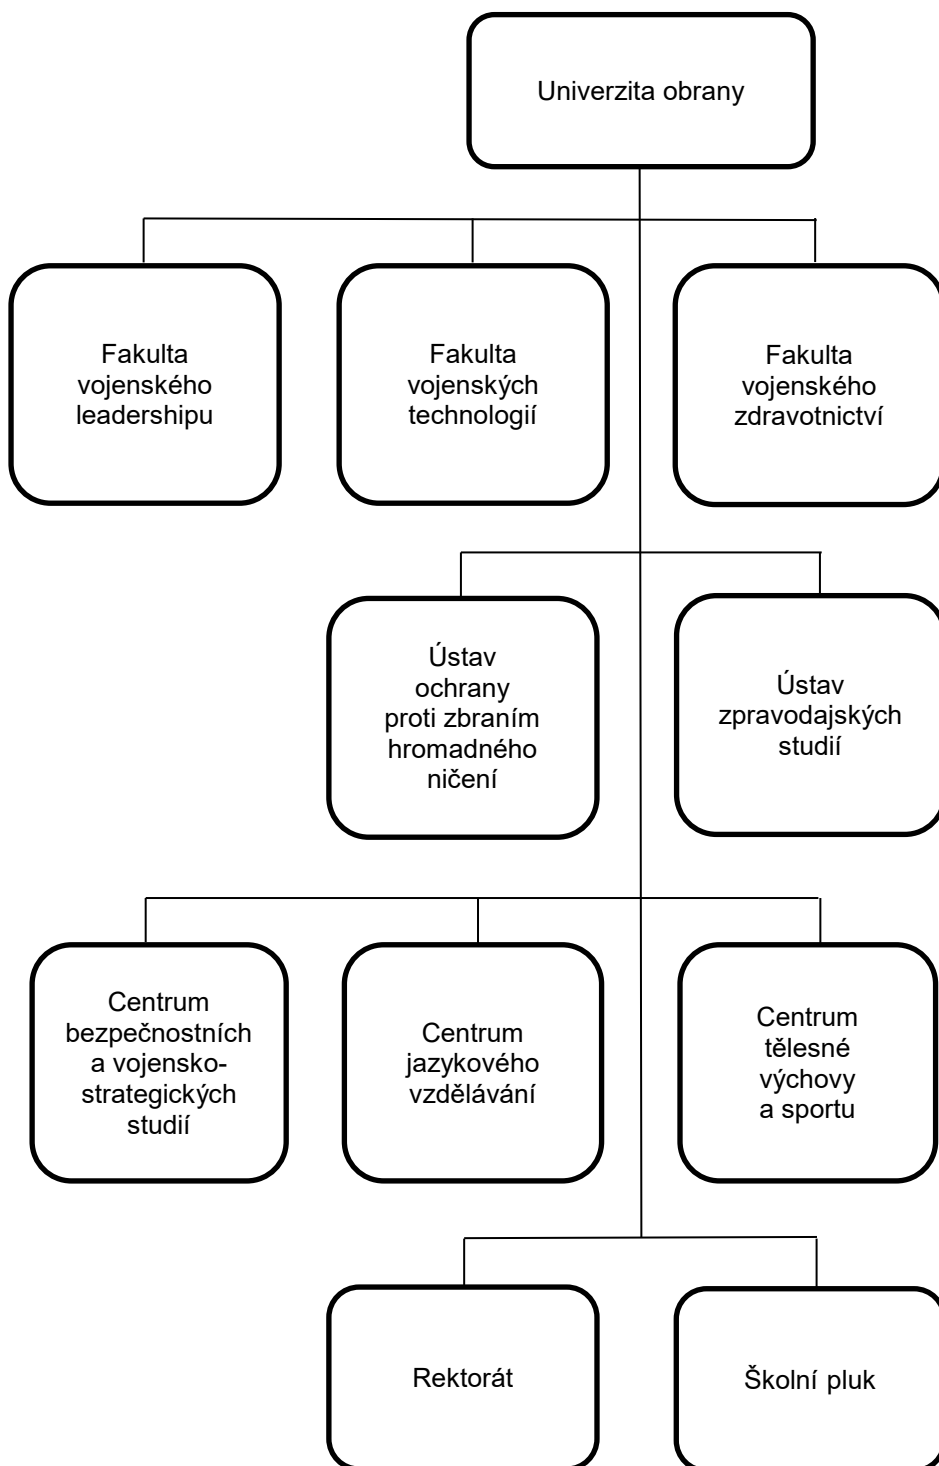 Univerzita obrany
Fakulta
vojenského
leadershipu
Fakulta
vojenských
technologií
Fakulta
vojenského
zdravotnictví
Ústav
ochrany
proti zbraním
hromadného
ničení
Ústav
zpravodajských
studií
Centrum
bezpečnostních
a vojensko-
strategických
studií
Centrum
jazykového
vzdělávání
Centrum
tělesné
výchovy
a sportu
Rektorát
Školní pluk